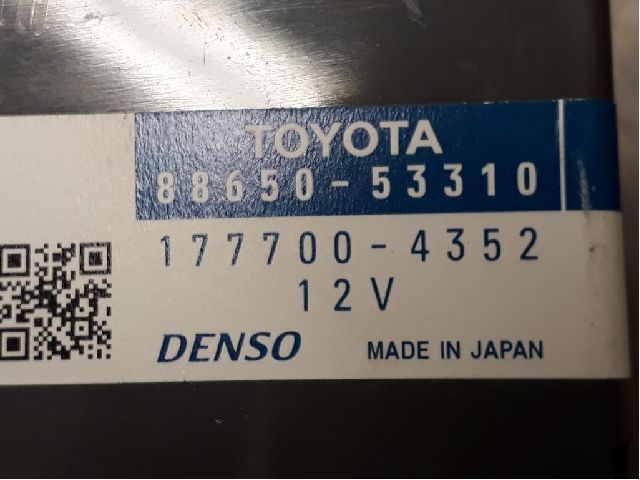 TOYOTA
88650-53310
177700-4352
12V
DENSO MADE IN JAPAN